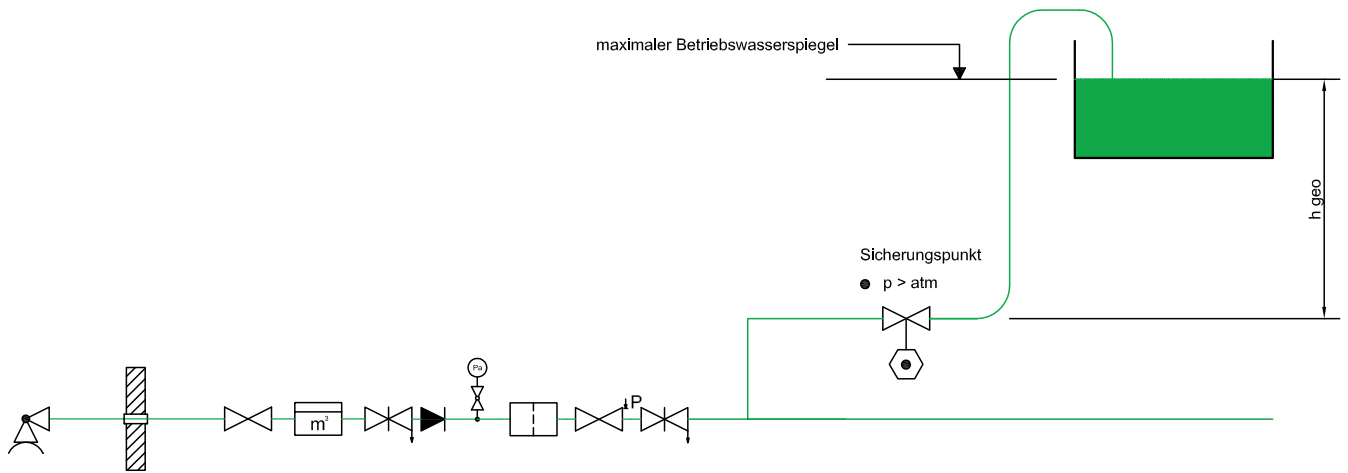 maximaler Betriebswasserspiegel
h geo
Sicherungspunkt
p > atm
Pa
m³
P